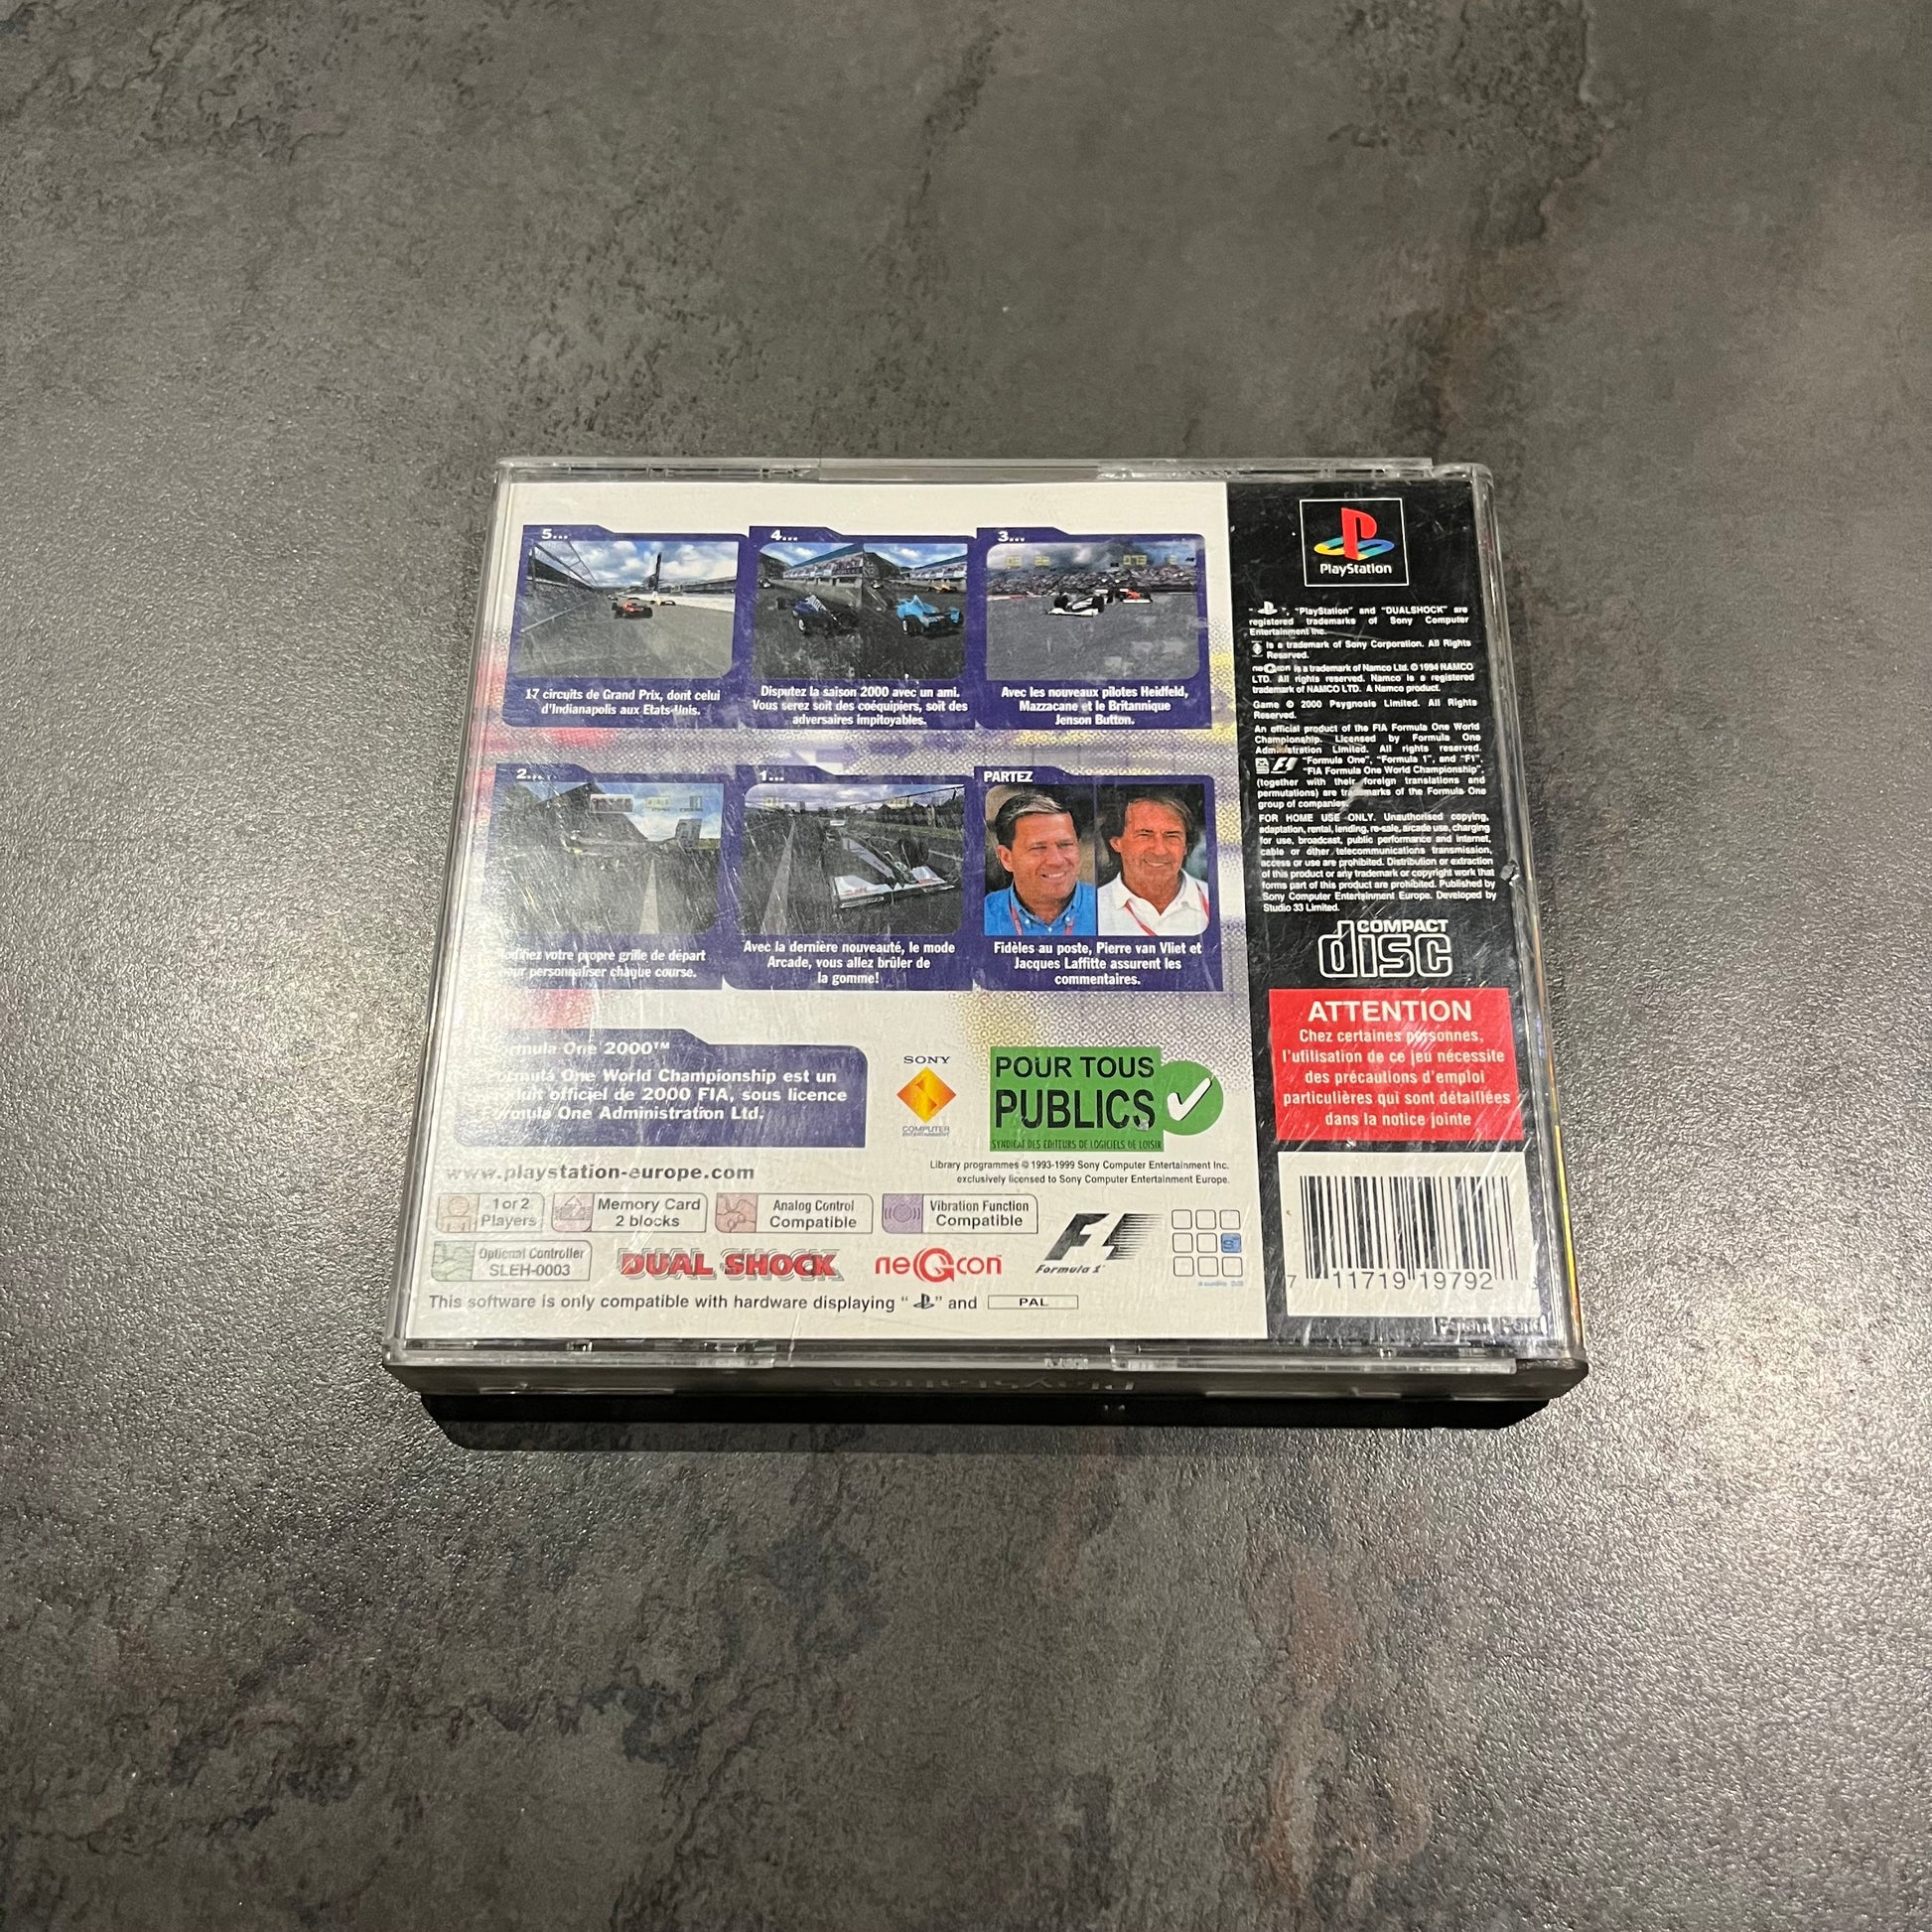 5...
17 circuits de Grand Prix, dont celui
d'Indianapolis aux Etats-Unis.
4...
Disputez la saison 2000 avec un ami.
Vous serez soit des coéquipiers, soit des
adversaires impitoyables.
3...
Avec les nouveaux pilotes Heidfeld,
Mazzacane et le Britannique
Jenson Button.
2...
votre propre grille de départ
pour personnaliser chaque course.
1...
Avec la dernière nouveauté, le mode
Arcade, vous allez brûler de
la gomme!
PARTEZ
Fidèles au poste, Pierre van Vliet et
Jacques Laffitte assurent les
commentaires.
Formula One 2000™
Formula One World Championship est un
produit officiel de 2000 FIA, sous licence
Formula One Administration Ltd.
SONY
COMPUTER
ENTERTAINMENT
POUR TOUS
PUBLICS
SYNDICAT DES EDITEURS DE LOGICIELS DE LOISIR
www.playstation-europe.com
Library programmes © 1993-1999 Sony Computer Entertainment Inc.
exclusively licensed to Sony Computer Entertainment Europe.
1 or 2
Players
Memory Card
2 blocks
Analog Control
Compatible
Vibration Function
Compatible
Optional Controller
SLEH-0003
DUAL SHOCK
neGcon
F1
Formula 1
This software is only compatible with hardware displaying " " and PAL
PlayStation
" ", "PlayStation" and "DUALSHOCK" are
registered trademarks of Sony Computer
Entertainment Inc.
is a trademark of Sony Corporation. All Rights
Reserved.
neGcon is a trademark of Namco Ltd. © 1994 NAMCO
LTD. All rights reserved. Namco is a registered
trademark of NAMCO LTD. A Namco product.
Game © 2000 Psygnosis Limited. All Rights
Reserved.
An official product of the FIA Formula One World
Championship. Licensed by Formula One
Administration Limited. All rights reserved.
F1 "Formula One", "Formula 1", and "F1",
"FIA Formula One World Championship",
(together with their foreign translations and
permutations) are trademarks of the Formula One
group of companies.
FOR HOME USE ONLY. Unauthorised copying,
adaptation, rental, lending, re-sale, arcade use, charging
for use, broadcast, public performance and internet,
cable or other telecommunications transmission,
access or use are prohibited. Distribution or extraction
of this product or any trademark or copyright work that
forms part of this product are prohibited. Published by
Sony Computer Entertainment Europe. Developed by
Studio 33 Limited.
COMPACT
disc
ATTENTION
Chez certaines personnes,
l'utilisation de ce jeu nécessite
des précautions d'emploi
particulières qui sont détaillées
dans la notice jointe
7 11719 19792
PlayStation